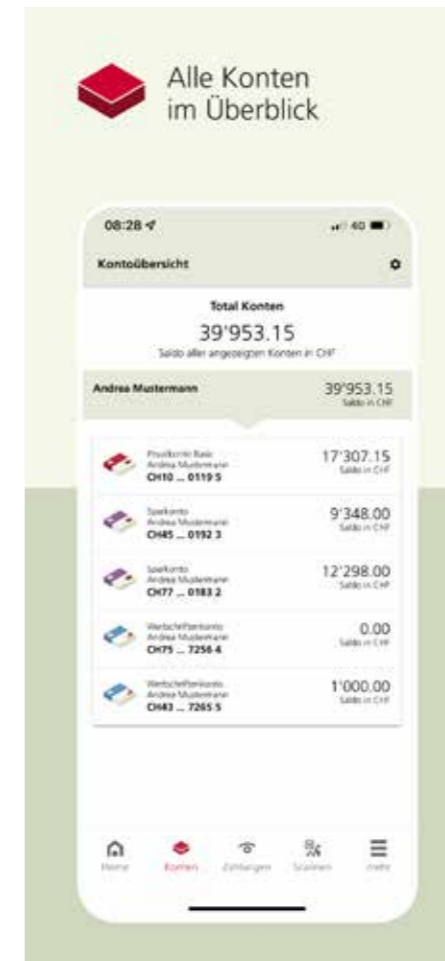 Alle Konten
im Überblick
08:28
4G
Kontoübersicht
Total Konten
39'953.15
Saldo aller angezeigten Konten in CHF
Andrea Mustermann
39'953.15
Saldo in CHF
Privatkonto Basic
Andrea Mustermann
CH10 ... 0119 5
17'307.15
Saldo in CHF
Sparkonto
Andrea Mustermann
CH45 ... 0192 3
9'348.00
Saldo in CHF
Sparkonto
Andrea Mustermann
CH77 ... 0183 2
12'298.00
Saldo in CHF
Wertschriftenkonto
Andrea Mustermann
CH75 ... 7256 4
0.00
Saldo in CHF
Wertschriftenkonto
Andrea Mustermann
CH43 ... 7265 5
1'000.00
Saldo in CHF
Home
Konten
Zahlungen
Scannen
mehr